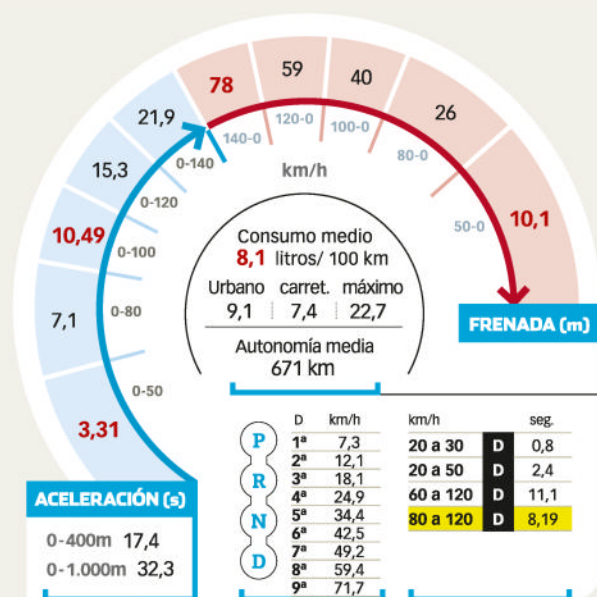 78
59
40
26
10,1
21,9
15,3
10,49
7,1
3,31
140-0
120-0
100-0
80-0
50-0
0-140
0-120
0-100
0-80
0-50
km/h
Consumo medio
8,1 litros/ 100 km
Urbano carret. máximo
9,1 7,4 22,7
Autonomía media
671 km
FRENADA (m)
ACELERACIÓN (s)
0-400m 17,4
0-1.000m 32,3
P
R
N
D
D km/h
1ª 7,3
2ª 12,1
3ª 18,1
4ª 24,9
5ª 34,4
6ª 42,5
7ª 49,2
8ª 59,4
9ª 71,7
km/h seg.
20 a 30 D 0,8
20 a 50 D 2,4
60 a 120 D 11,1
80 a 120 D 8,19